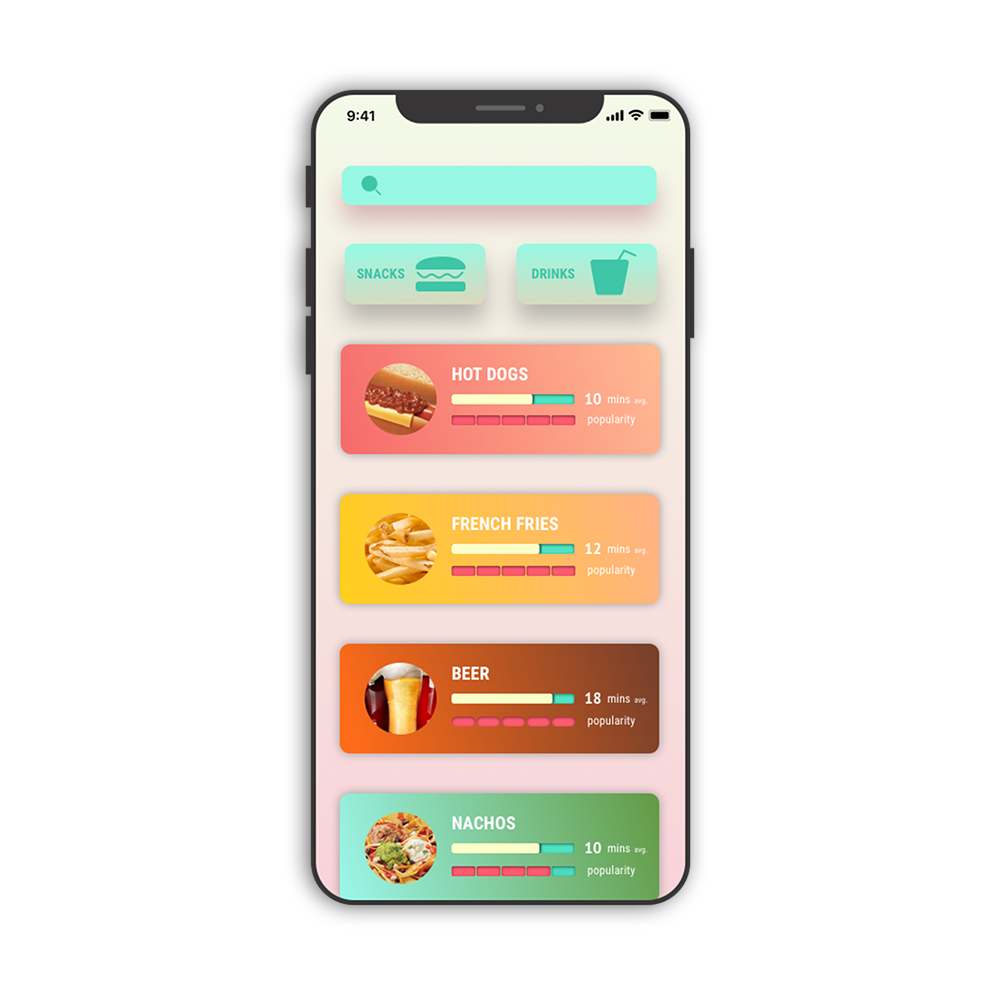 9:41
SNACKS DRINKS
HOT DOGS
10 mins avg.
popularity
FRENCH FRIES
12 mins avg.
popularity
BEER
18 mins avg.
popularity
NACHOS
10 mins avg.
popularity